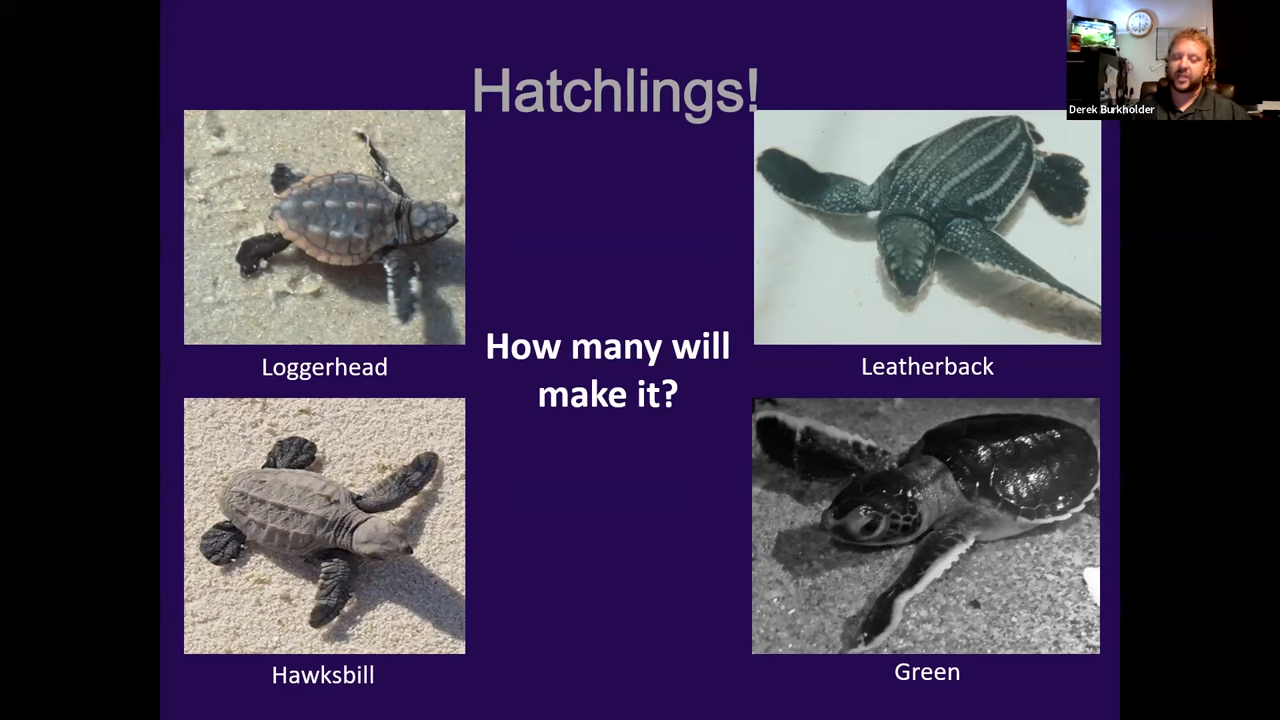 Hatchlings!
Derek Burkholder
Loggerhead
Leatherback
How many will
make it?
Hawksbill
Green